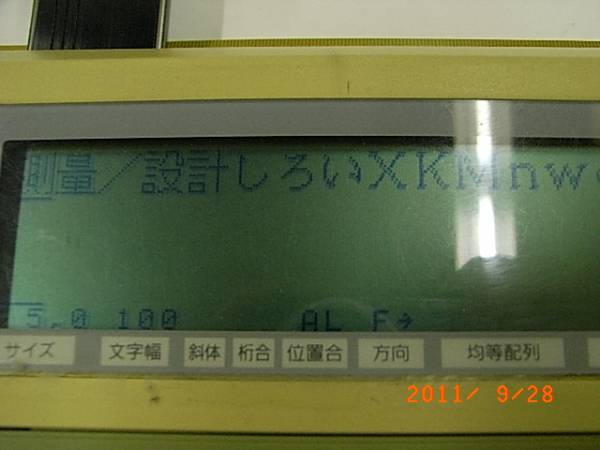 測量／設計しろいXKMnw
5.0 100 AL F→
サイズ 文字幅 斜体 桁合 位置合 方向 均等配列
2011/ 9/28